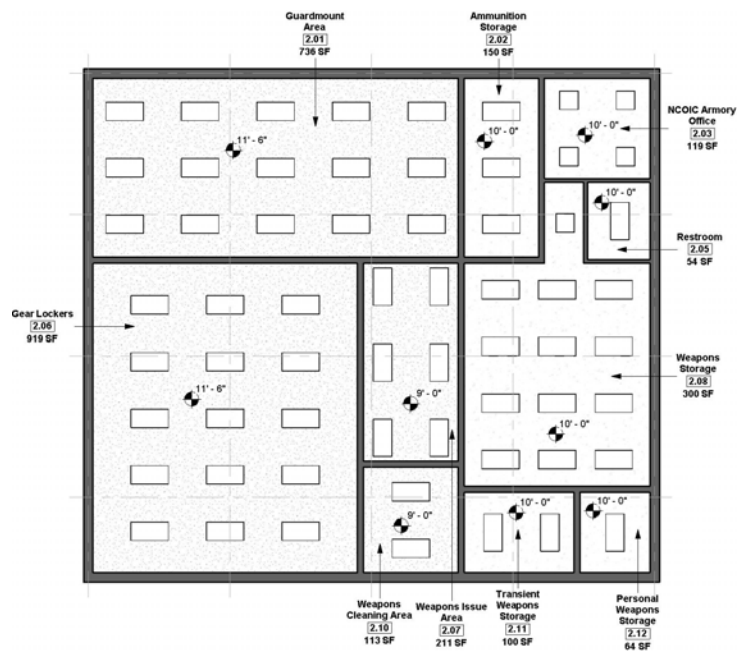 Guardmount
Area
2.01
736 SF
Ammunition
Storage
2.02
150 SF
NCOIC Armory
Office
2.03
119 SF
11' - 6"
10' - 0"
10' - 0"
10' - 0"
Restroom
2.05
54 SF
Gear Lockers
2.06
919 SF
11' - 6"
9' - 0"
Weapons
Storage
2.08
300 SF
10' - 0"
9' - 0"
10' - 0"
10' - 0"
Weapons
Cleaning Area
2.10
113 SF
Weapons Issue
Area
2.07
211 SF
Transient
Weapons
Storage
2.11
100 SF
Personal
Weapons
Storage
2.12
64 SF